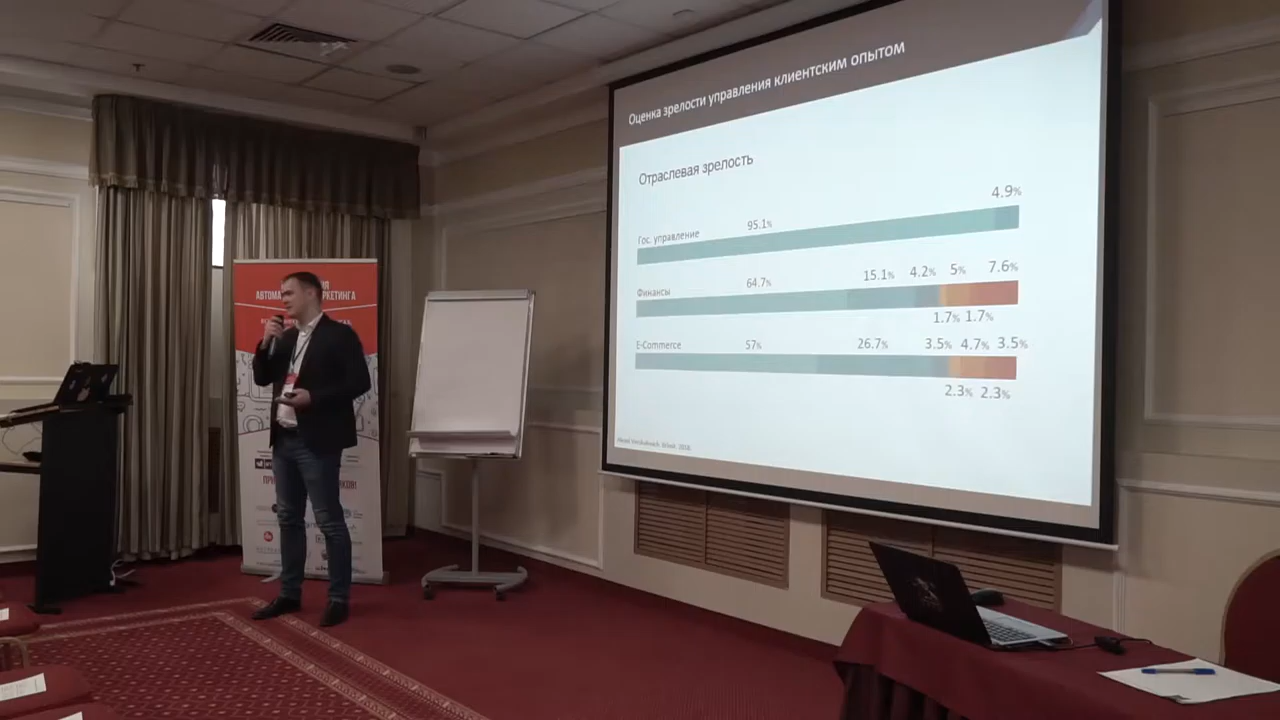 Оценка зрелости управления клиентским опытом
Отраслевая зрелость
4.9%
95.1%
Гос. управление
Финансы
64.7%
15.1% 4.2% 5% 7.6%
1.7% 1.7%
E-Commerce
57%
26.7%
3.5% 4.7% 3.5%
2.3% 2.3%